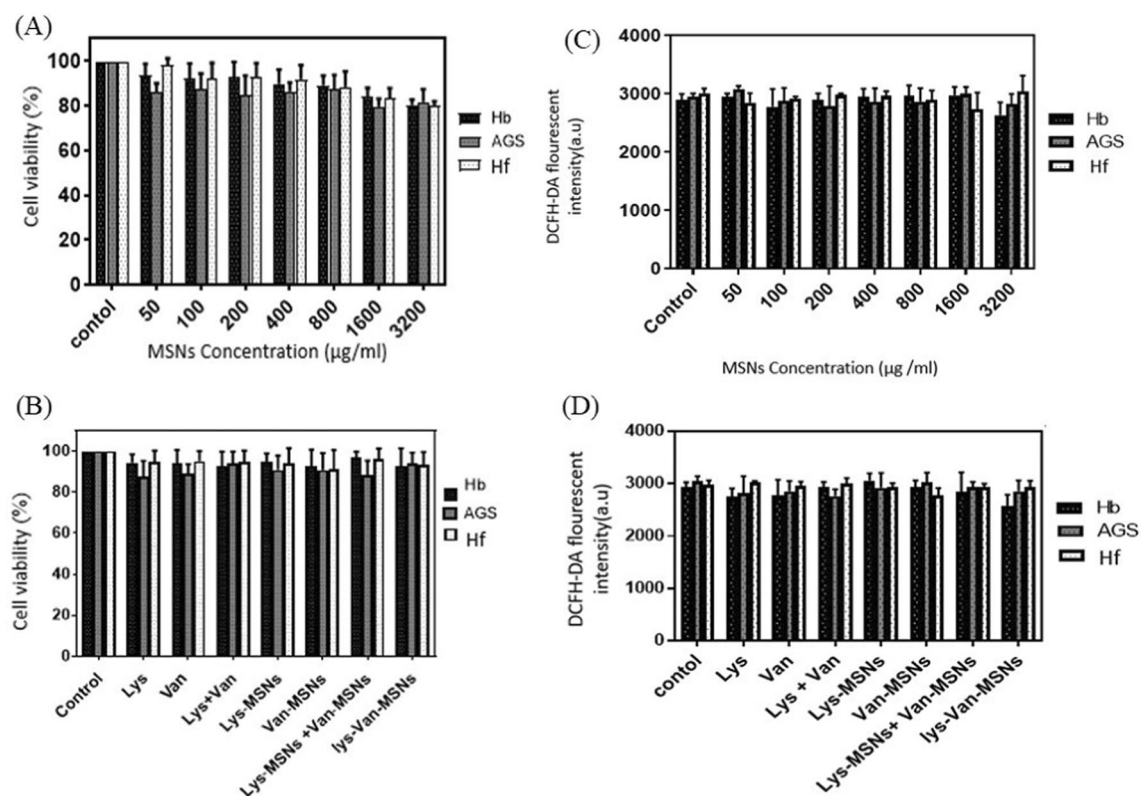 (A)
Cell viability (%)
100
80
60
40
20
0
contol
50
100
200
400
800
1600
3200
MSNs Concentration (µg/ml)
Hb
AGS
Hf
(C)
DCFH-DA flourescent
intensity(a.u)
4000
3000
2000
1000
0
Control
50
100
200
400
800
1600
3200
MSNs Concentration (µg /ml)
Hb
AGS
Hf
(B)
Cell viability (%)
100
80
60
40
20
0
Control
Lys
Van
Lys+Van
Lys-MSNs
Van-MSNs
Lys-MSNs +Van-MSNs
lys-Van-MSNs
Hb
AGS
Hf
(D)
DCFH-DA flourescent
intensity(a.u)
4000
3000
2000
1000
0
contol
Lys
Van
Lys + Van
Lys-MSNs
Van-MSNs
Lys-MSNs+ Van-MSNs
lys-Van-MSNs
Hb
AGS
Hf